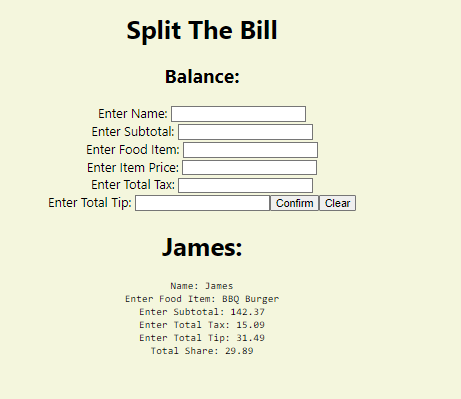 Split The Bill
Balance:
Enter Name:
Enter Subtotal:
Enter Food Item:
Enter Item Price:
Enter Total Tax:
Enter Total Tip: Confirm Clear
James:
Name: James
Enter Food Item: BBQ Burger
Enter Subtotal: 142.37
Enter Total Tax: 15.09
Enter Total Tip: 31.49
Total Share: 29.89